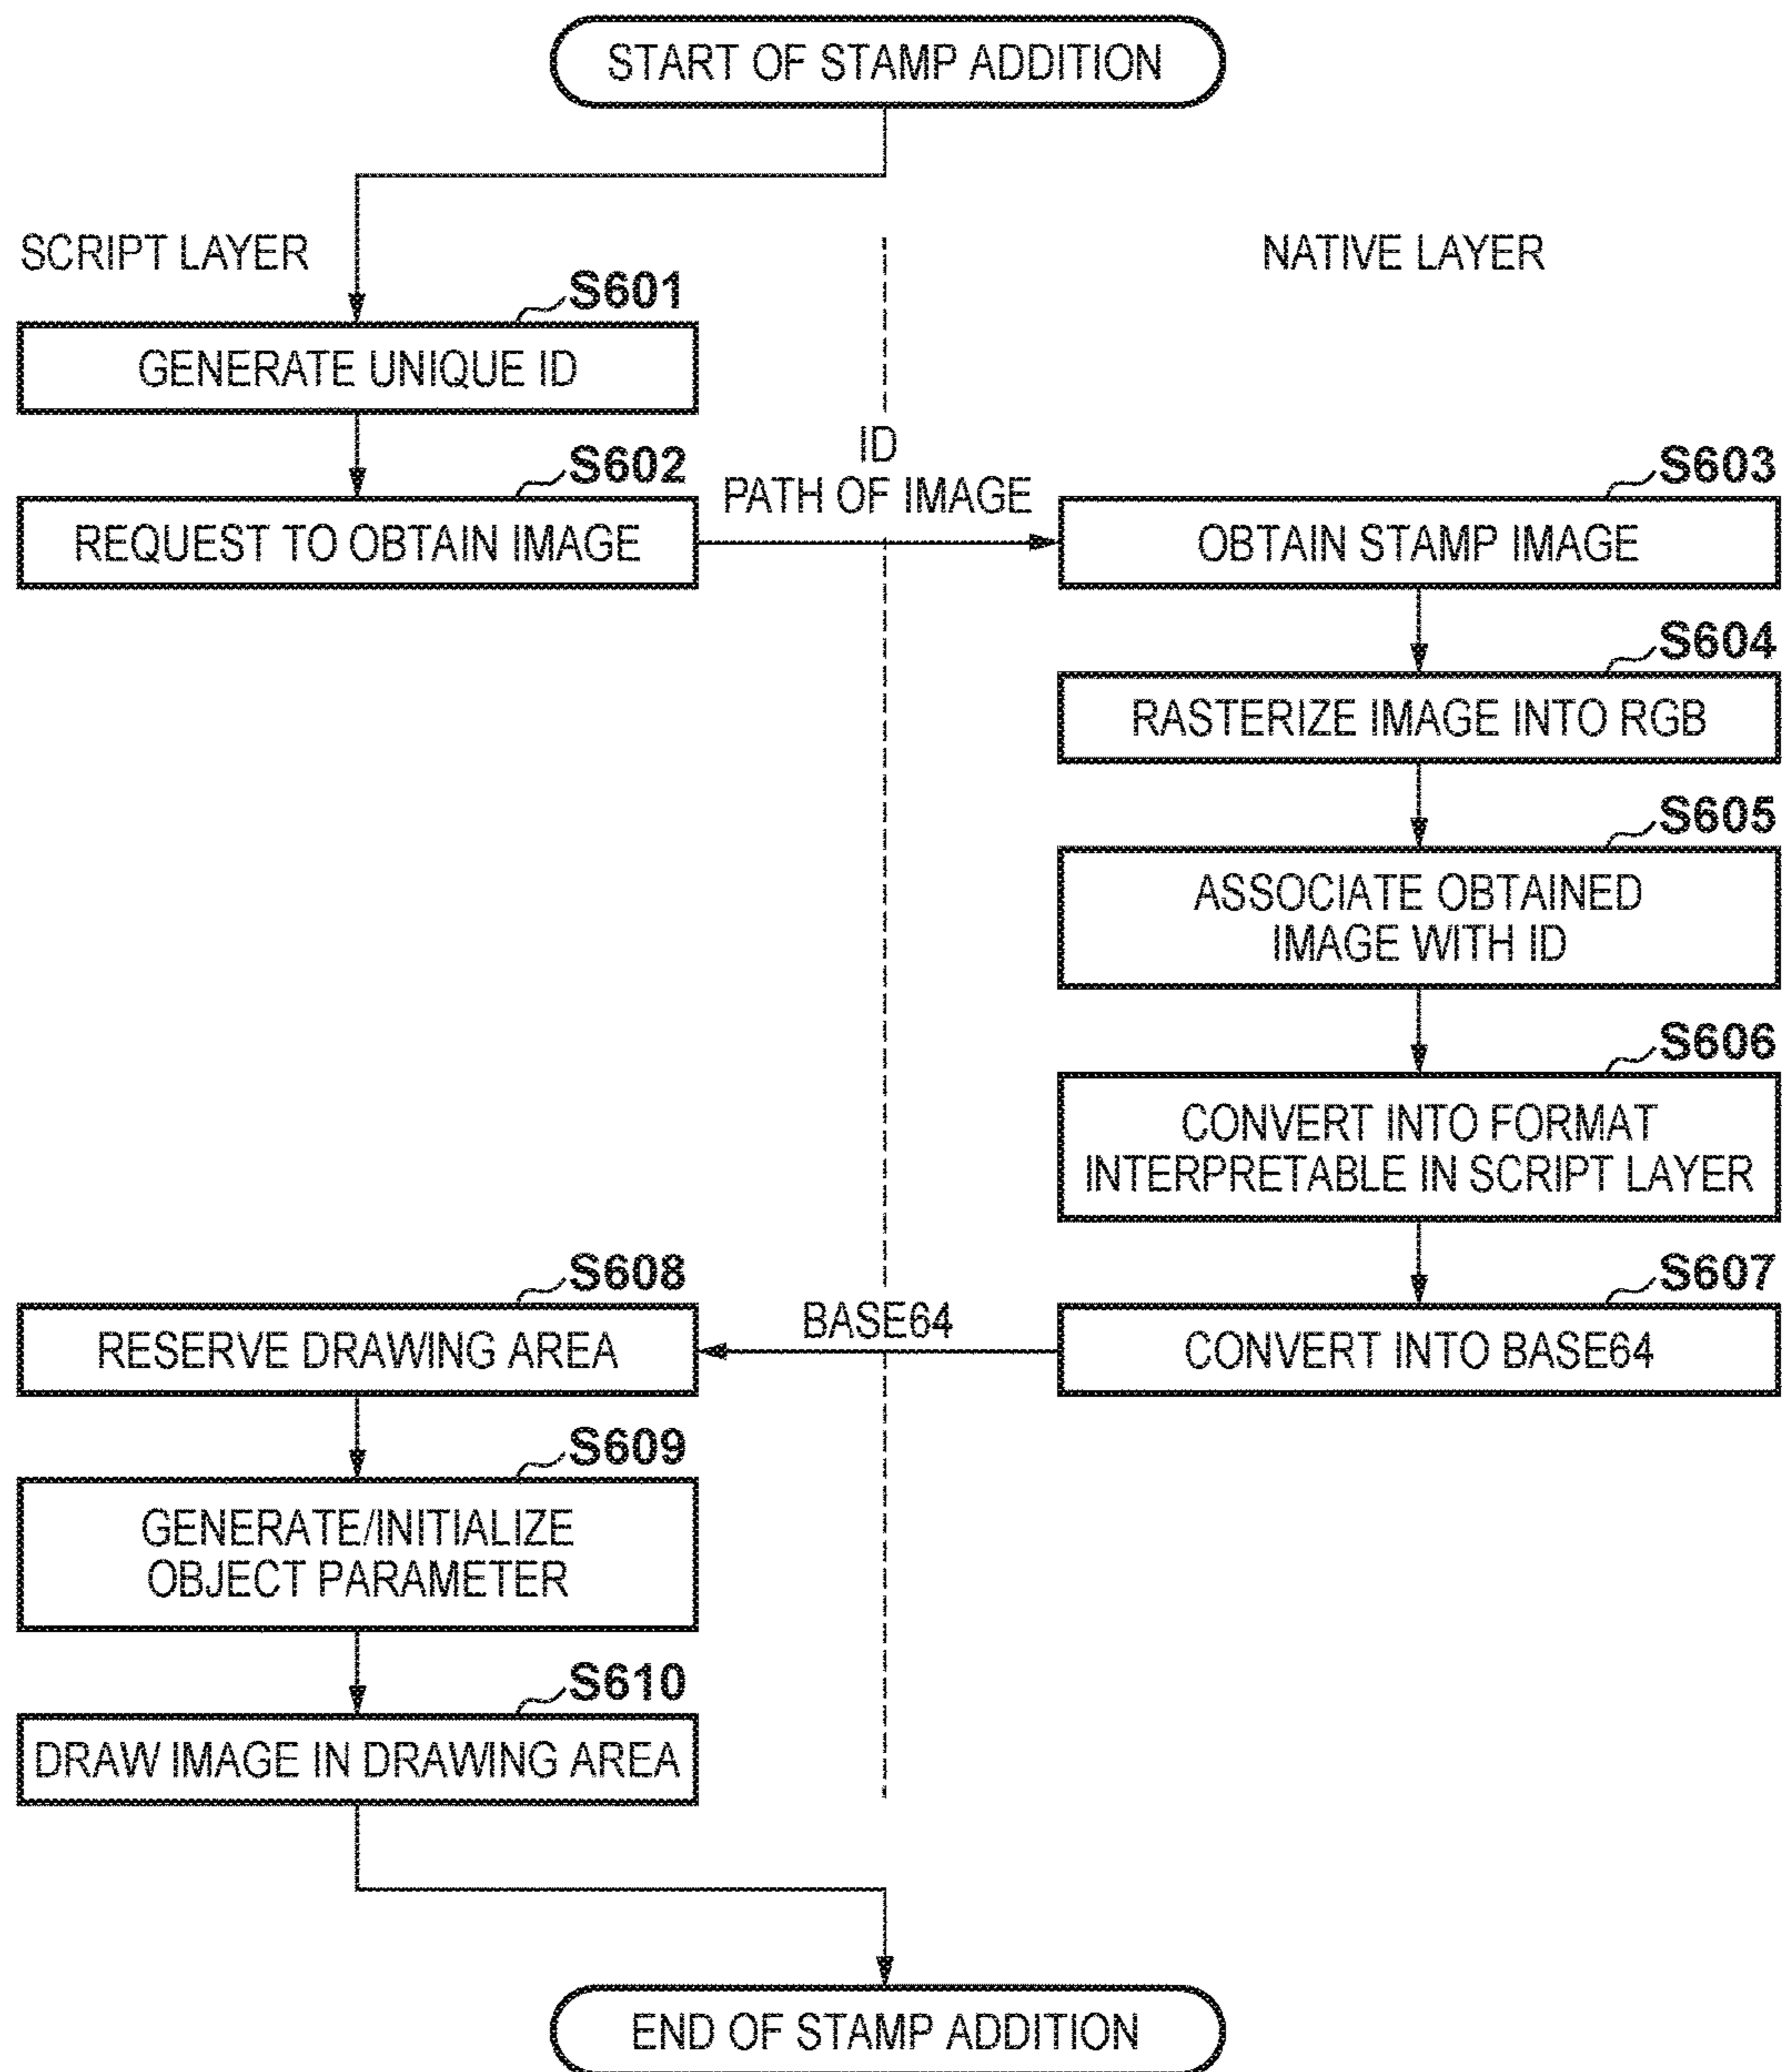 START OF STAMP ADDITION
SCRIPT LAYER
NATIVE LAYER
S601
GENERATE UNIQUE ID
S602
REQUEST TO OBTAIN IMAGE
ID
PATH OF IMAGE
S603
OBTAIN STAMP IMAGE
S604
RASTERIZE IMAGE INTO RGB
S605
ASSOCIATE OBTAINED
IMAGE WITH ID
S606
CONVERT INTO FORMAT
INTERPRETABLE IN SCRIPT LAYER
S607
CONVERT INTO BASE64
BASE64
S608
RESERVE DRAWING AREA
S609
GENERATE/INITIALIZE
OBJECT PARAMETER
S610
DRAW IMAGE IN DRAWING AREA
END OF STAMP ADDITION